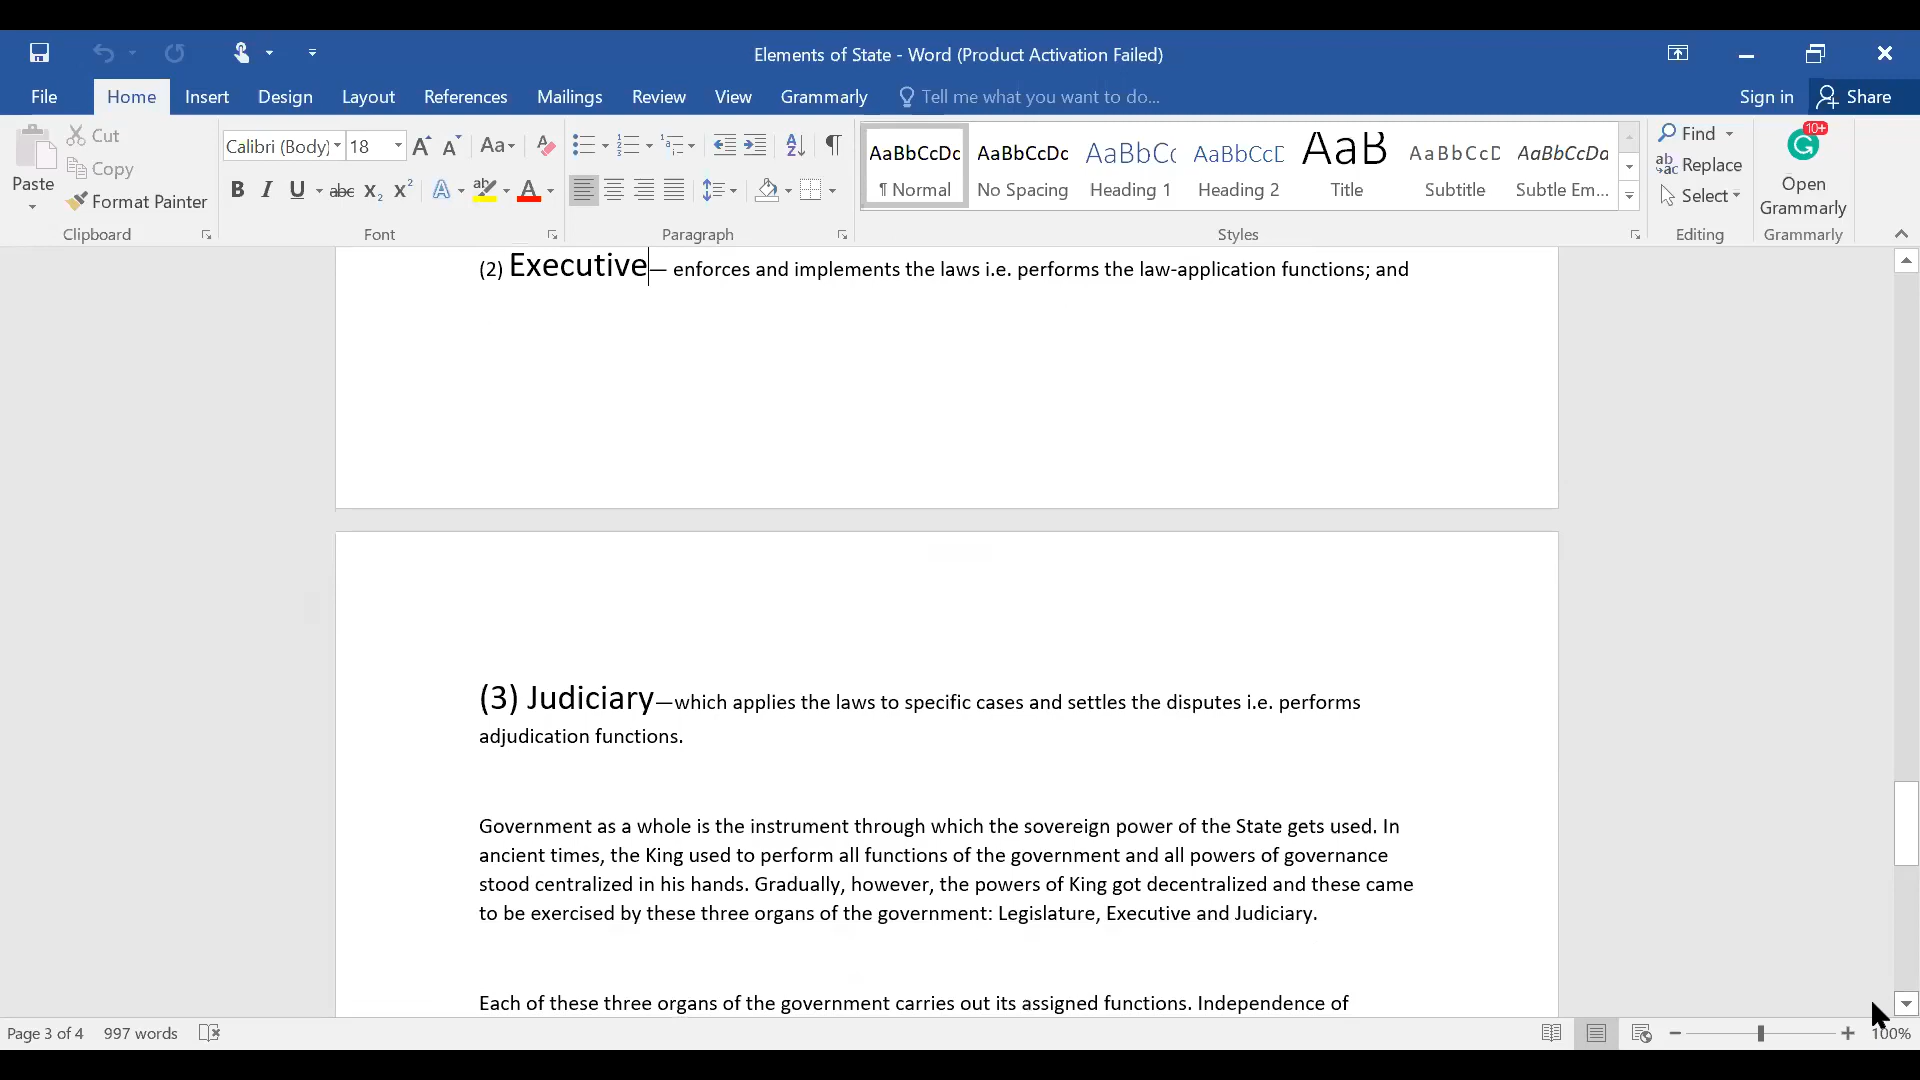 Elements of State - Word (Product Activation Failed)
File Home Insert Design Layout References Mailings Review View Grammarly Tell me what you want to do... Sign in Share
Paste
Cut
Copy
Format Painter
Clipboard
Calibri (Body) 18 Aa
B I U abc X₂ X² A ab A
Font
Paragraph
AaBbCcDc AaBbCcDc AaBbCc AaBbCcD AaB AaBbCcD AaBbCcDa
¶ Normal No Spacing Heading 1 Heading 2 Title Subtitle Subtle Em...
Styles
Find
Replace
Select
Editing
10+
Open
Grammarly
Grammarly
(2) Executive— enforces and implements the laws i.e. performs the law-application functions; and
(3) Judiciary—which applies the laws to specific cases and settles the disputes i.e. performs
adjudication functions.
Government as a whole is the instrument through which the sovereign power of the State gets used. In
ancient times, the King used to perform all functions of the government and all powers of governance
stood centralized in his hands. Gradually, however, the powers of King got decentralized and these came
to be exercised by these three organs of the government: Legislature, Executive and Judiciary.
Each of these three organs of the government carries out its assigned functions. Independence of
Page 3 of 4 997 words 100%